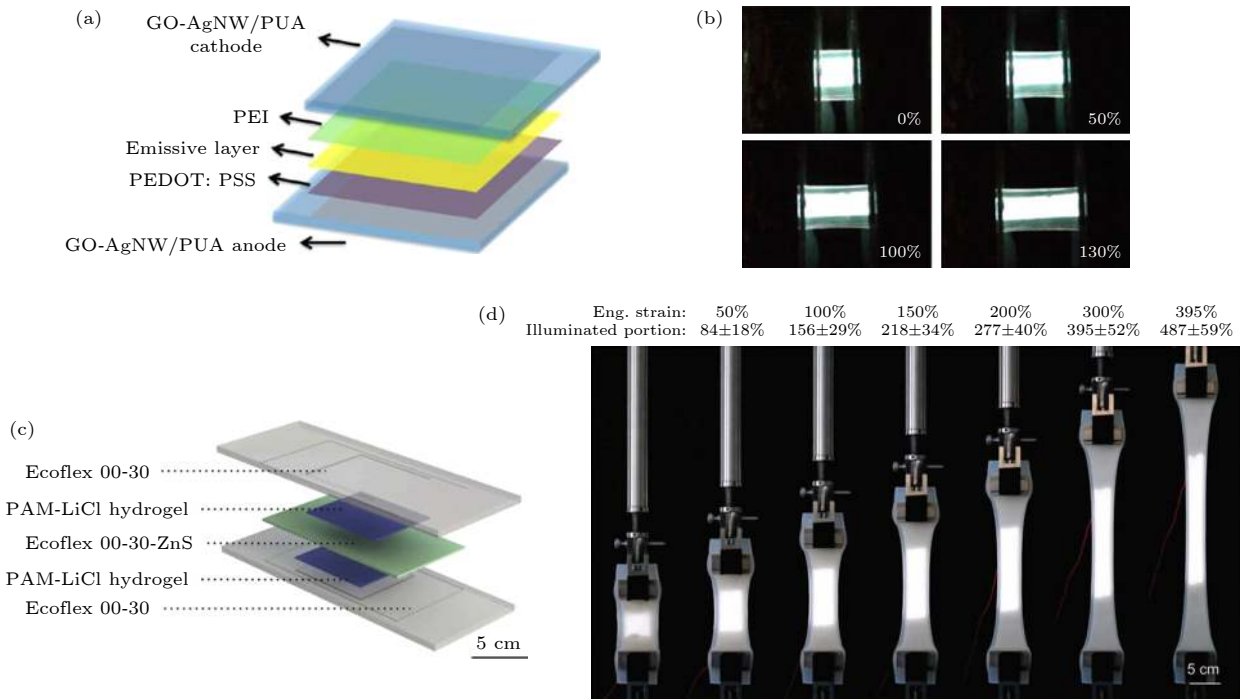 (a)
GO-AgNW/PUA
cathode
PEI
Emissive layer
PEDOT: PSS
GO-AgNW/PUA anode
(b)
0%
50%
100%
130%
(c)
Ecoflex 00-30
PAM-LiCl hydrogel
Ecoflex 00-30-ZnS
PAM-LiCl hydrogel
Ecoflex 00-30
5 cm
(d)
Eng. strain: 50% 100% 150% 200% 300% 395%
Illuminated portion: 84±18% 156±29% 218±34% 277±40% 395±52% 487±59%
5 cm